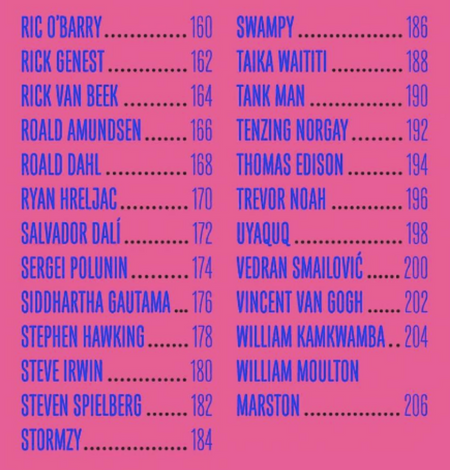 RIC O'BARRY...............160
RICK GENEST ..............162
RICK VAN BEEK ...........164
ROALD AMUNDSEN .......166
ROALD DAHL ..............168
RYAN HRELJAC ............170
SALVADOR DALÍ ...........172
SERGEI POLUNIN ..........174
SIDDHARTHA GAUTAMA ...176
STEPHEN HAWKING .......178
STEVE IRWIN ..............180
STEVEN SPIELBERG .......182
STORMZY ..................184
SWAMPY ..................186
TAIKA WAITITI ............188
TANK MAN ................190
TENZING NORGAY .........192
THOMAS EDISON ..........194
TREVOR NOAH ............196
UYAQUQ ..................198
VEDRAN SMAILOVIĆ ......200
VINCENT VAN GOGH ......202
WILLIAM KAMKWAMBA ..204
WILLIAM MOULTON
MARSTON .................206